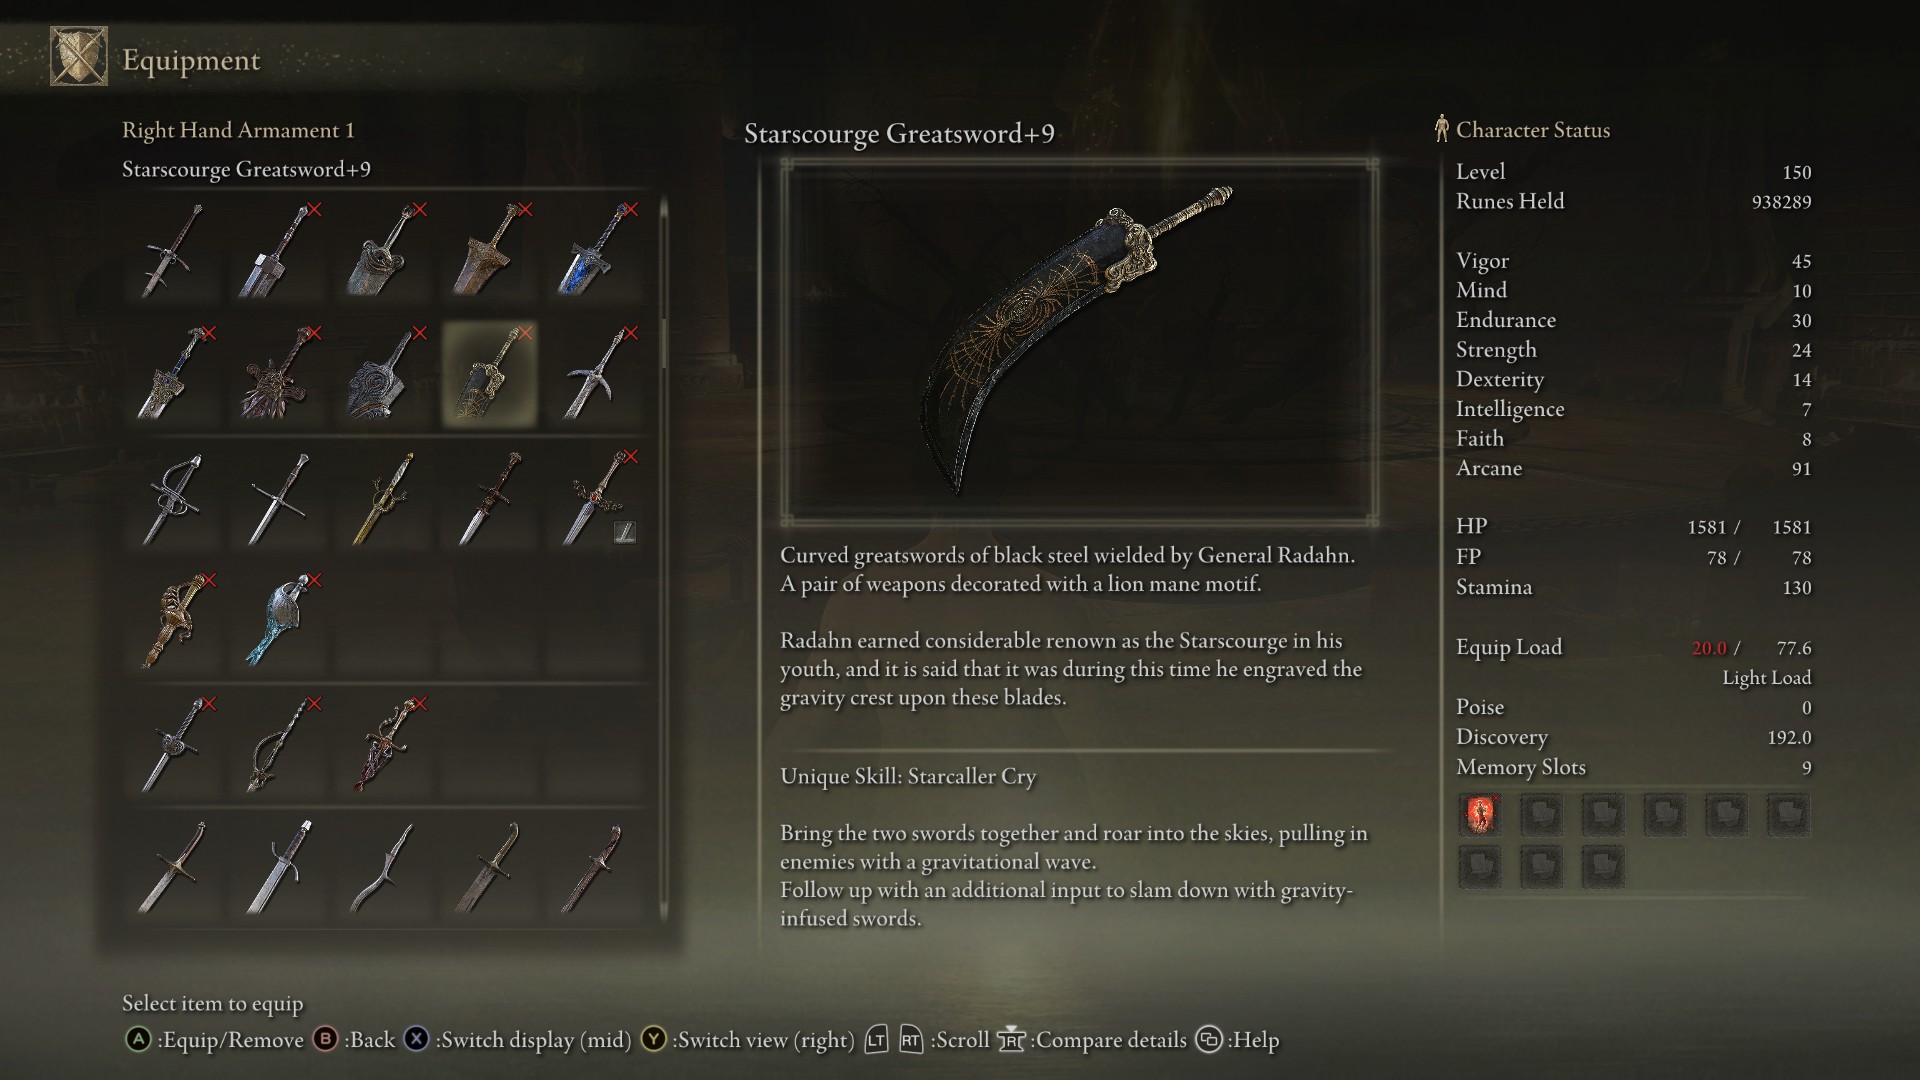 Equipment
Right Hand Armament 1
Starscourge Greatsword+9
Starscourge Greatsword+9
Curved greatswords of black steel wielded by General Radahn.
A pair of weapons decorated with a lion mane motif.
Radahn earned considerable renown as the Starscourge in his
youth, and it is said that it was during this time he engraved the
gravity crest upon these blades.
Unique Skill: Starcaller Cry
Bring the two swords together and roar into the skies, pulling in
enemies with a gravitational wave.
Follow up with an additional input to slam down with gravity-
infused swords.
Character Status
Level 150
Runes Held 938289
Vigor 45
Mind 10
Endurance 30
Strength 24
Dexterity 14
Intelligence 7
Faith 8
Arcane 91
HP 1581 / 1581
FP 78 / 78
Stamina 130
Equip Load 20.0 / 77.6
Light Load
Poise 0
Discovery 192.0
Memory Slots 9
Select item to equip
A :Equip/Remove B :Back X :Switch display (mid) Y :Switch view (right) LT RT :Scroll R :Compare details :Help